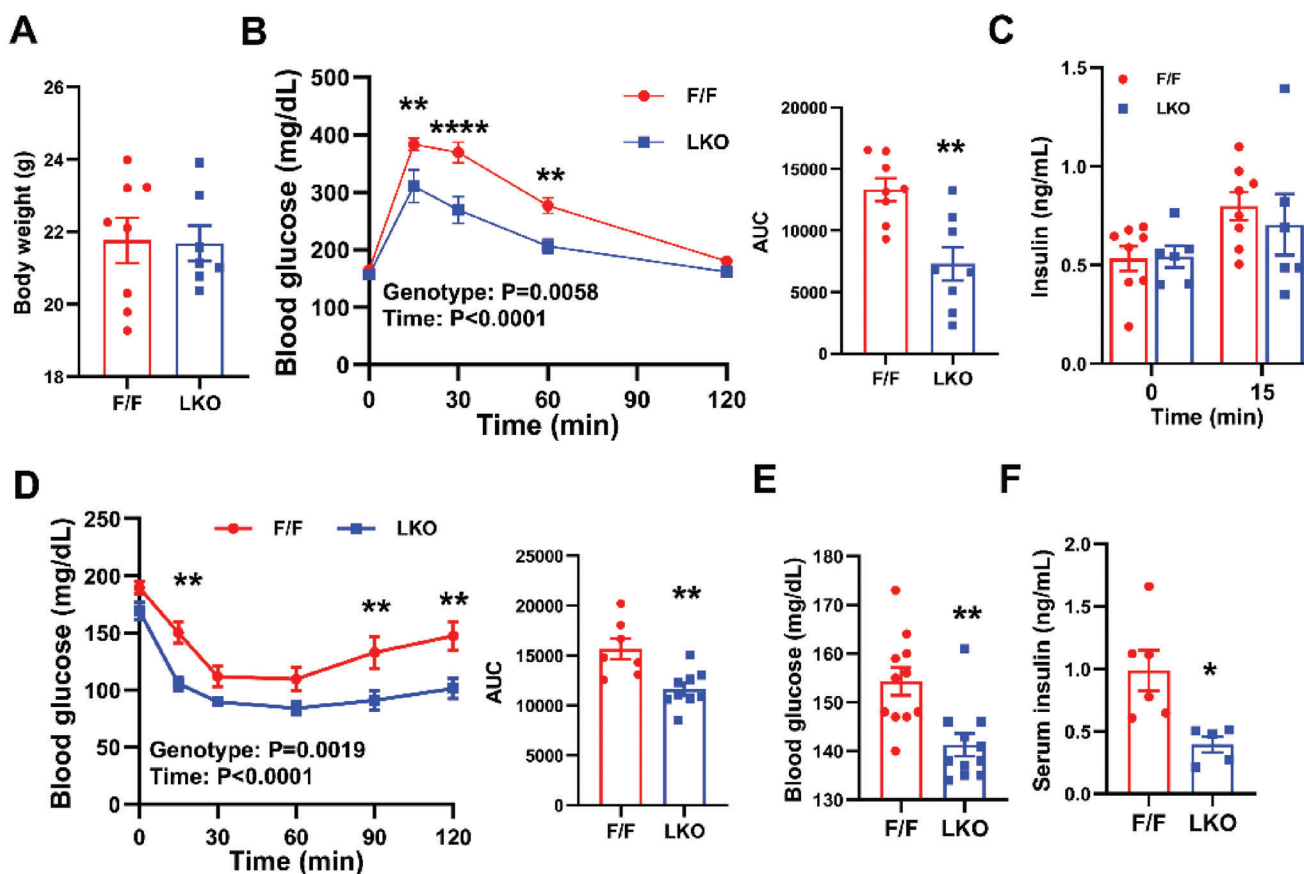 A
Body weight (g)
26
24
22
20
18
F/F
LKO
B
Blood glucose (mg/dL)
500
400
300
200
100
0
**
****
**
F/F
LKO
Genotype: P=0.0058
Time: P<0.0001
0
30
60
90
120
Time (min)
AUC
20000
15000
10000
5000
0
**
F/F
LKO
C
Insulin (ng/mL)
1.5
1.0
0.5
0.0
F/F
LKO
0
15
Time (min)
D
Blood glucose (mg/dL)
250
200
150
100
50
0
F/F
LKO
**
**
**
Genotype: P=0.0019
Time: P<0.0001
0
30
60
90
120
Time (min)
AUC
25000
20000
15000
10000
5000
0
**
F/F
LKO
E
Blood glucose (mg/dL)
180
170
160
150
140
130
**
F/F
LKO
F
Serum insulin (ng/mL)
2.0
1.5
1.0
0.5
0.0
*
F/F
LKO